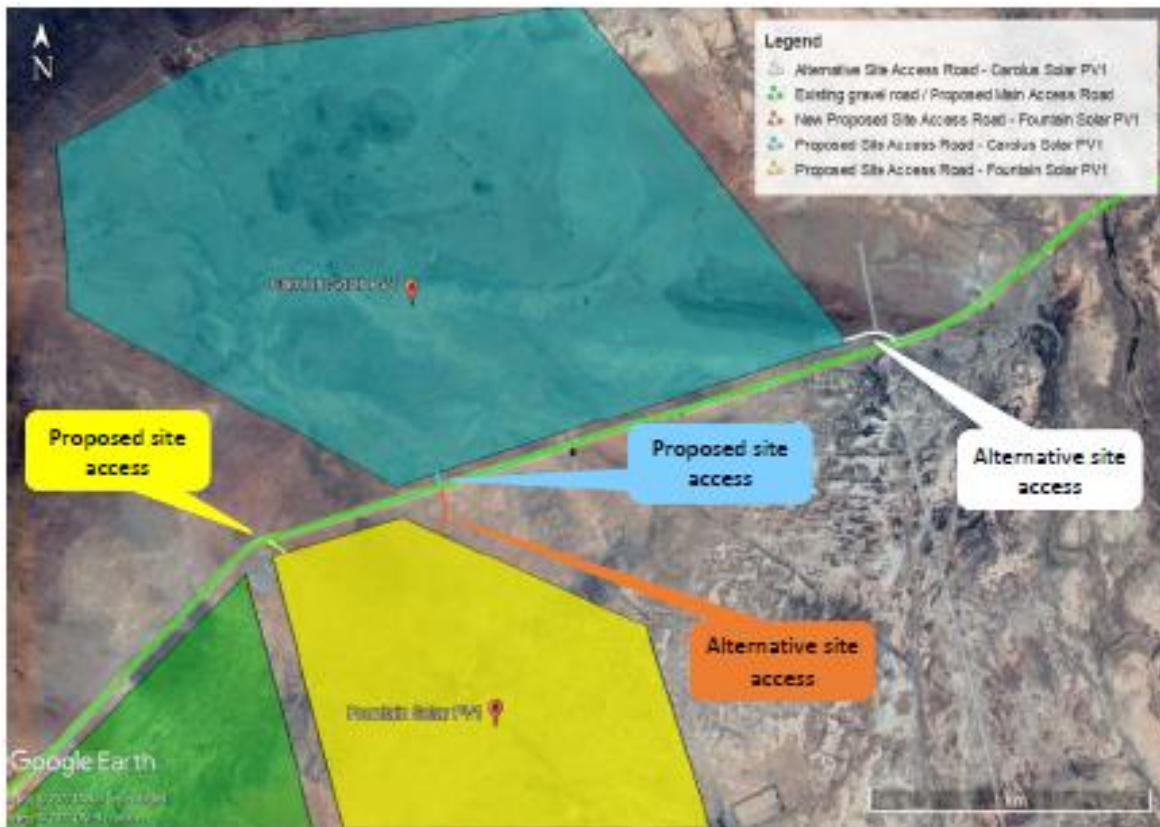 N
Legend
Alternative Site Access Road - Carolus Solar PV1
Existing gravel road / Proposed Main Access Road
New Proposed Site Access Road - Fountain Solar PV1
Proposed Site Access Road - Carolus Solar PV1
Proposed Site Access Road - Fountain Solar PV1
Proposed site
access
Proposed site
access
Alternative site
access
Alternative site
access
Fountain Solar PV1
Google Earth
km